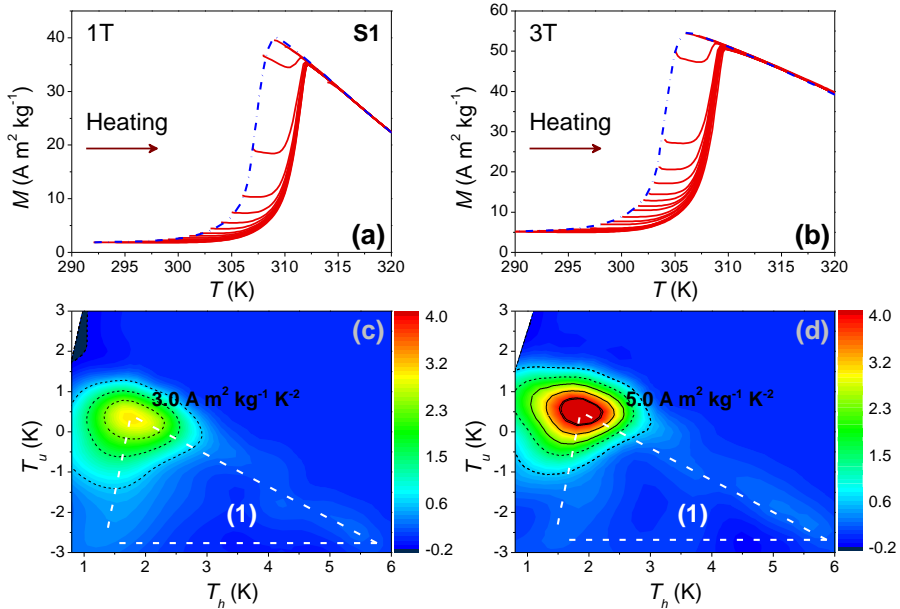 1T
S1
Heating
(a)
M (A m² kg⁻¹)
50
40
30
20
10
0
290 295 300 305 310 315 320
T (K)
3T
Heating
(b)
M (A m² kg⁻¹)
60
50
40
30
20
10
0
290 295 300 305 310 315 320
T (K)
(c)
3.0 A m² kg⁻¹ K⁻²
(1)
T_u (K)
3
2
1
0
-1
-2
-3
1 2 3 4 5 6
T_h (K)
4.0
3.2
2.3
1.5
0.6
-0.2
(d)
5.0 A m² kg⁻¹ K⁻²
(1)
T_u (K)
3
2
1
0
-1
-2
-3
1 2 3 4 5 6
T_h (K)
4.0
3.2
2.3
1.5
0.6
-0.2